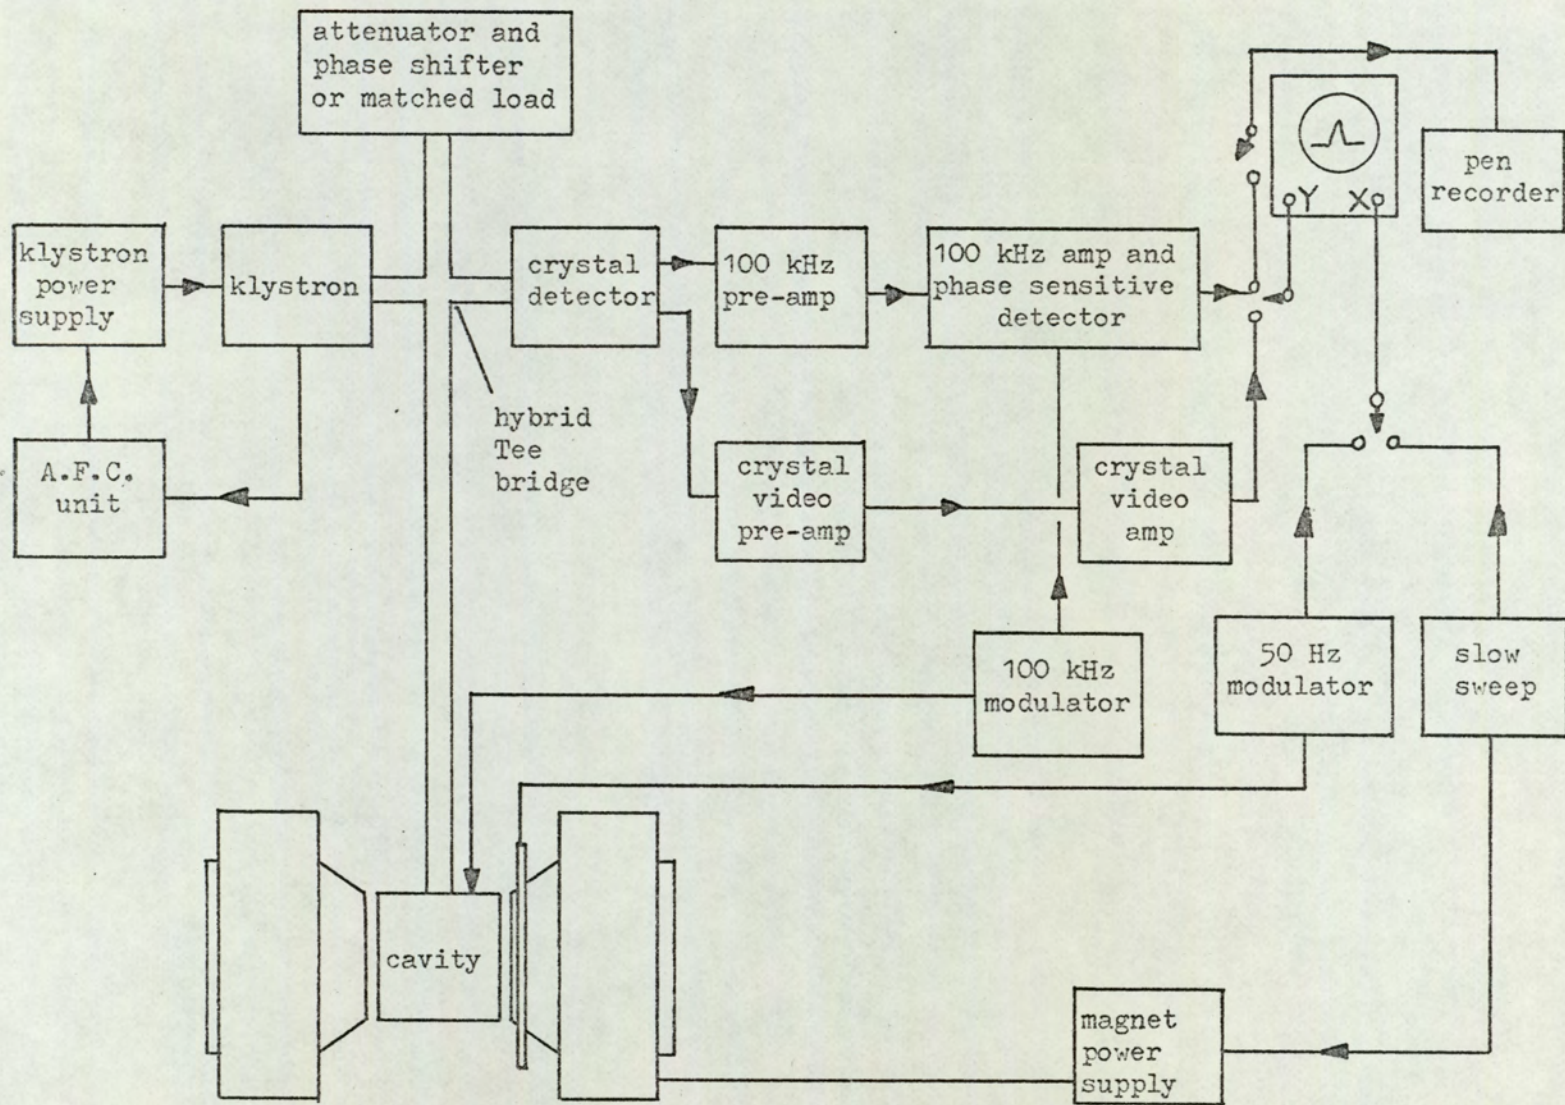 attenuator and
phase shifter
or matched load
klystron
power
supply
klystron
crystal
detector
100 kHz
pre-amp
100 kHz amp and
phase sensitive
detector
Y X
pen
recorder
hybrid
Tee
bridge
A.F.C.
unit
crystal
video
pre-amp
crystal
video
amp
100 kHz
modulator
50 Hz
modulator
slow
sweep
cavity
magnet
power
supply